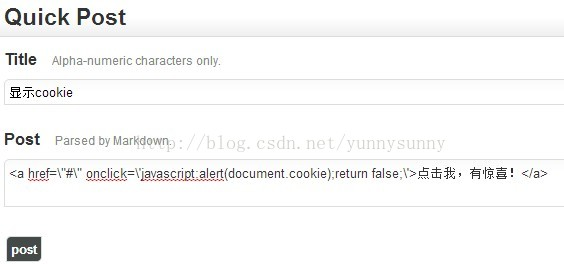 Quick Post
Title Alpha-numeric characters only.
显示cookie
Post Parsed by Markdown.
http://blog.csdn.net/yunnysunny
<a href=\"#\" onclick=\'javascript:alert(document.cookie);return false;\'>点击我，有惊喜！</a>
post